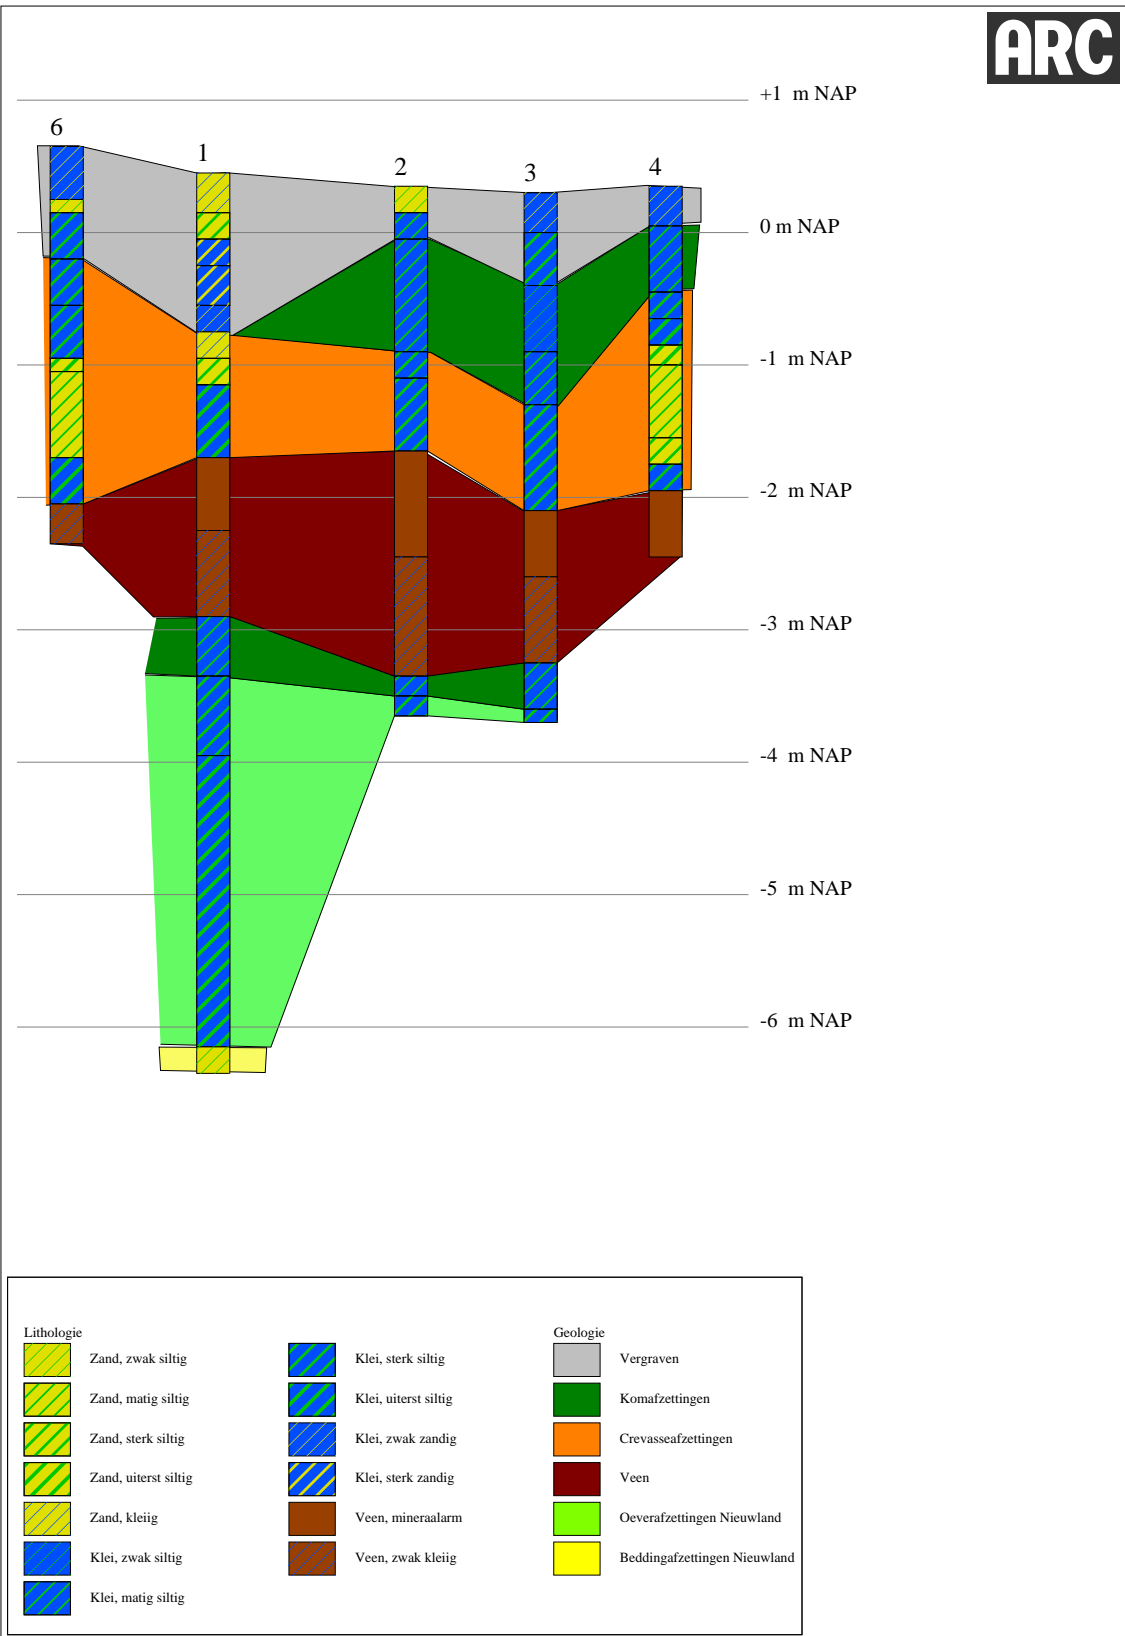 ARC
+1 m NAP
6
1
2
3
4
0 m NAP
-1 m NAP
-2 m NAP
-3 m NAP
-4 m NAP
-5 m NAP
-6 m NAP
Lithologie
Zand, zwak siltig
Zand, matig siltig
Zand, sterk siltig
Zand, uiterst siltig
Zand, kleiig
Klei, zwak siltig
Klei, matig siltig
Klei, sterk siltig
Klei, uiterst siltig
Klei, zwak zandig
Klei, sterk zandig
Veen, mineraalarm
Veen, zwak kleiig
Geologie
Vergraven
Komafzettingen
Crevasseafzettingen
Veen
Oeverafzettingen Nieuwland
Beddingafzettingen Nieuwland